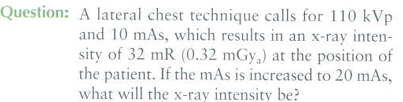 Question: A lateral chest technique calls for 110 kVp
and 10 mAs, which results in an x-ray inten-
sity of 32 mR (0.32 mGyₐ) at the position of
the patient. If the mAs is increased to 20 mAs,
what will the x-ray intensity be?